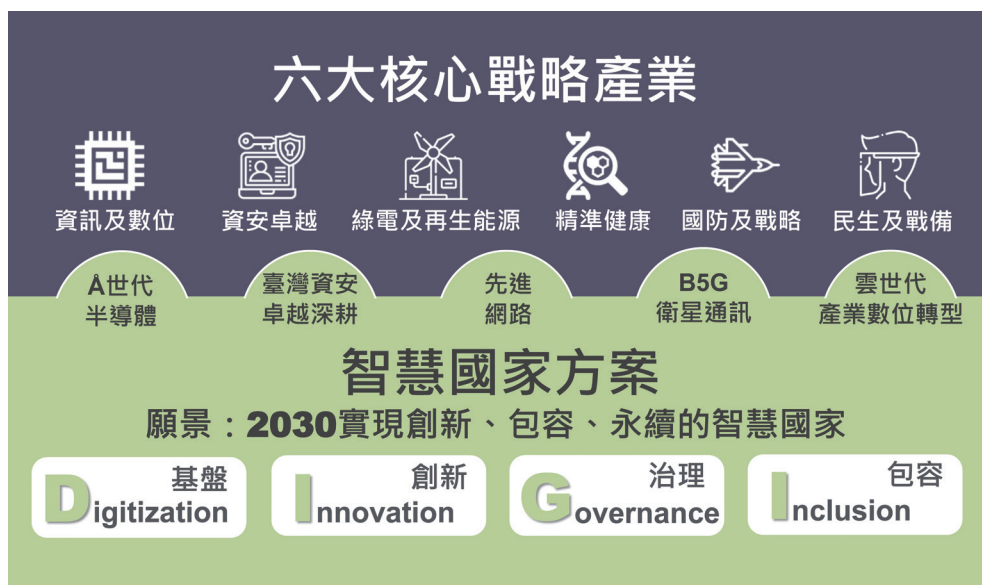 六大核心戰略產業
資訊及數位
資安卓越
綠電及再生能源
精準健康
國防及戰略
民生及戰備
Å世代
半導體
臺灣資安
卓越深耕
先進
網路
B5G
衛星通訊
雲世代
產業數位轉型
智慧國家方案
願景：2030實現創新、包容、永續的智慧國家
基盤
Digitization
創新
Innovation
治理
Governance
包容
Inclusion